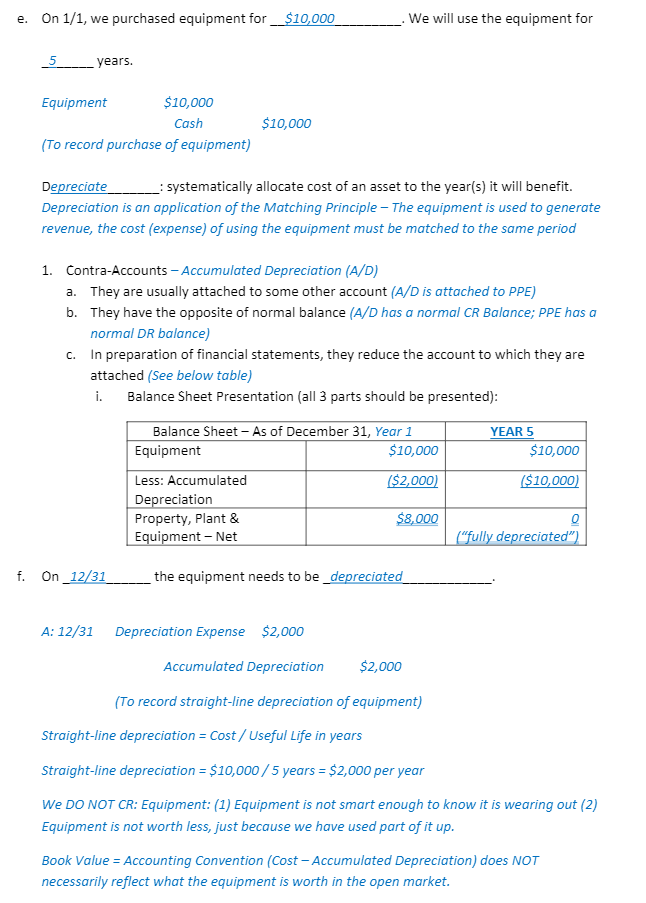 e. On 1/1, we purchased equipment for __$10,000_________. We will use the equipment for
_5_____ years.
Equipment $10,000
Cash $10,000
(To record purchase of equipment)
Depreciate_______: systematically allocate cost of an asset to the year(s) it will benefit.
Depreciation is an application of the Matching Principle – The equipment is used to generate
revenue, the cost (expense) of using the equipment must be matched to the same period
1. Contra-Accounts – Accumulated Depreciation (A/D)
a. They are usually attached to some other account (A/D is attached to PPE)
b. They have the opposite of normal balance (A/D has a normal CR Balance; PPE has a
normal DR balance)
c. In preparation of financial statements, they reduce the account to which they are
attached (See below table)
i. Balance Sheet Presentation (all 3 parts should be presented):
Balance Sheet – As of December 31, Year 1 YEAR 5
Equipment $10,000 $10,000
Less: Accumulated ($2,000) ($10,000)
Depreciation
Property, Plant & $8,000 0
Equipment – Net ("fully depreciated")
f. On _12/31______ the equipment needs to be _depreciated____________.
A: 12/31 Depreciation Expense $2,000
Accumulated Depreciation $2,000
(To record straight-line depreciation of equipment)
Straight-line depreciation = Cost / Useful Life in years
Straight-line depreciation = $10,000 / 5 years = $2,000 per year
We DO NOT CR: Equipment: (1) Equipment is not smart enough to know it is wearing out (2)
Equipment is not worth less, just because we have used part of it up.
Book Value = Accounting Convention (Cost – Accumulated Depreciation) does NOT
necessarily reflect what the equipment is worth in the open market.